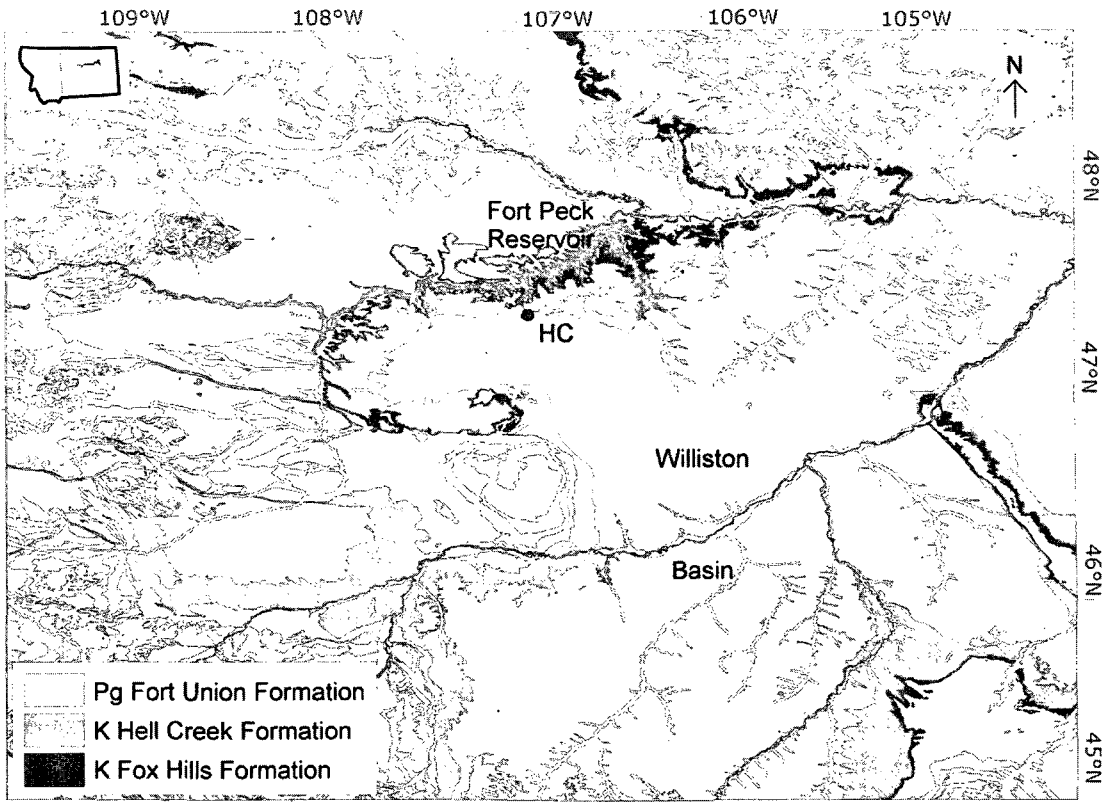 109°W 108°W 107°W 106°W 105°W
N
48°N
Fort Peck
Reservoir
HC
47°N
Williston
46°N
Basin
Pg Fort Union Formation
K Hell Creek Formation
K Fox Hills Formation
45°N